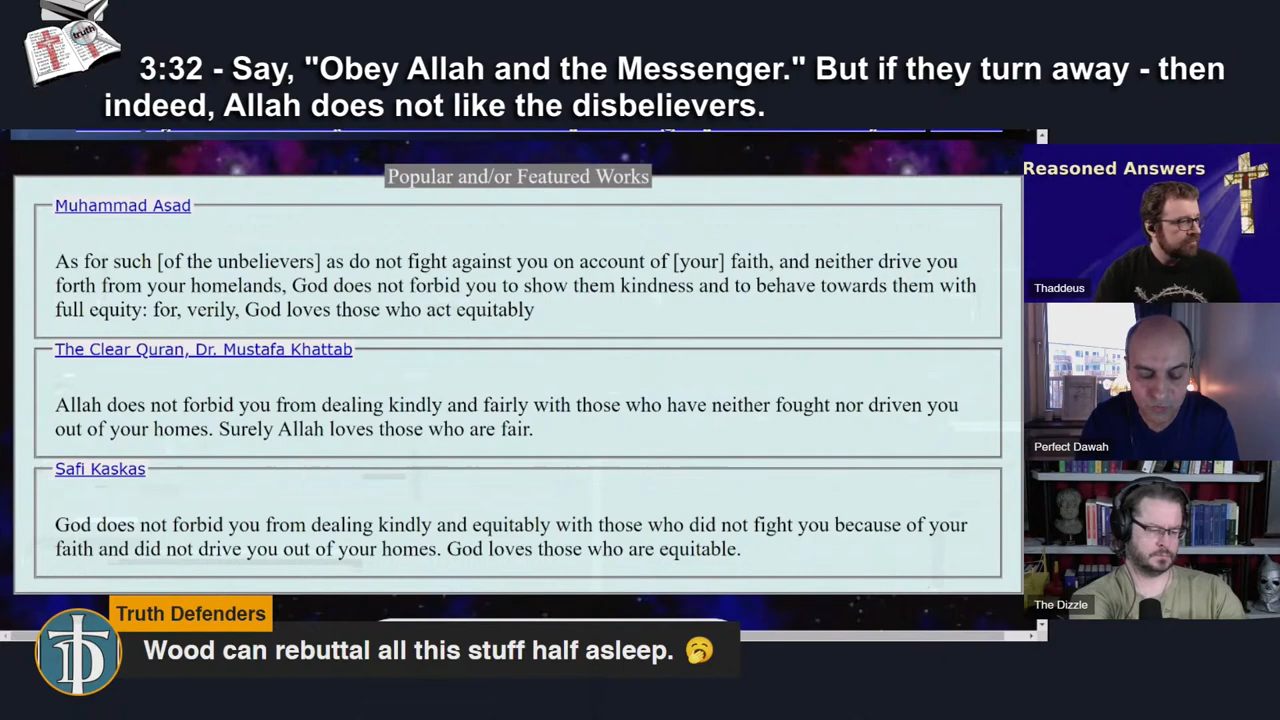 truth
3:32 - Say, "Obey Allah and the Messenger." But if they turn away - then
indeed, Allah does not like the disbelievers.
Popular and/or Featured Works
Muhammad Asad
As for such [of the unbelievers] as do not fight against you on account of [your] faith, and neither drive you
forth from your homelands, God does not forbid you to show them kindness and to behave towards them with
full equity: for, verily, God loves those who act equitably
The Clear Quran, Dr. Mustafa Khattab
Allah does not forbid you from dealing kindly and fairly with those who have neither fought nor driven you
out of your homes. Surely Allah loves those who are fair.
Safi Kaskas
God does not forbid you from dealing kindly and equitably with those who did not fight you because of your
faith and did not drive you out of your homes. God loves those who are equitable.
Reasoned Answers
Thaddeus
Perfect Dawah
The Dizzle
Truth Defenders
Wood can rebuttal all this stuff half asleep. 🥱